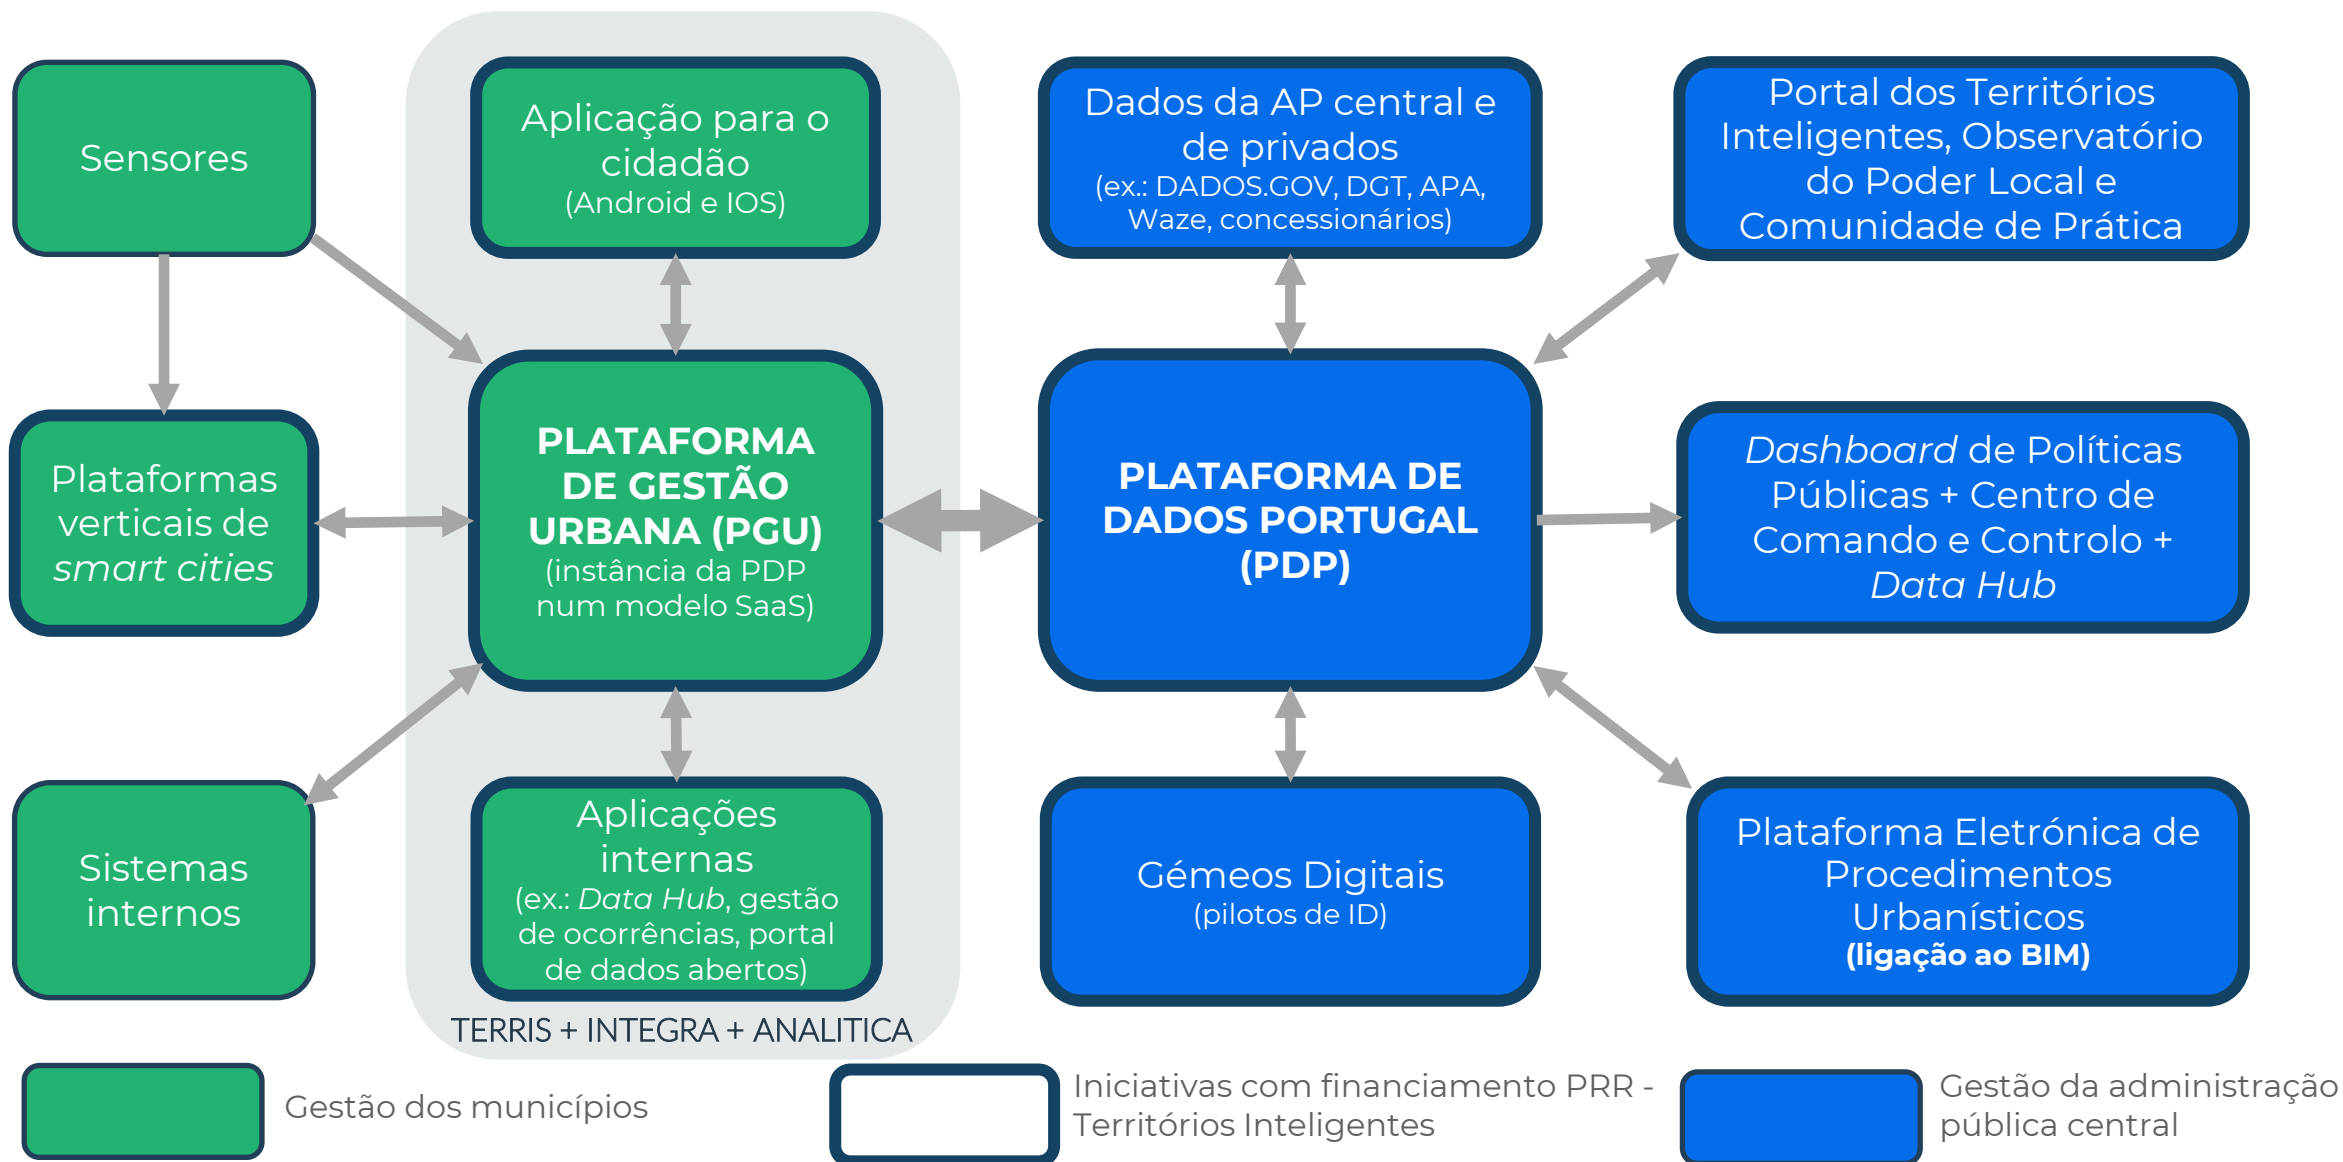 Sensores
Aplicação para o
cidadão
(Android e IOS)
Dados da AP central e
de privados
(ex.: DADOS.GOV, DGT, APA,
Waze, concessionários)
Portal dos Territórios
Inteligentes, Observatório
do Poder Local e
Comunidade de Prática
Plataformas
verticais de
smart cities
PLATAFORMA
DE GESTÃO
URBANA (PGU)
(instância da PDP
num modelo SaaS)
PLATAFORMA DE
DADOS PORTUGAL
(PDP)
Dashboard de Políticas
Públicas + Centro de
Comando e Controlo +
Data Hub
Sistemas
internos
Aplicações
internas
(ex.: Data Hub, gestão
de ocorrências, portal
de dados abertos)
Gémeos Digitais
(pilotos de ID)
Plataforma Eletrónica de
Procedimentos
Urbanísticos
(ligação ao BIM)
TERRIS + INTEGRA + ANALITICA
Gestão dos municípios
Iniciativas com financiamento PRR -
Territórios Inteligentes
Gestão da administração
pública central